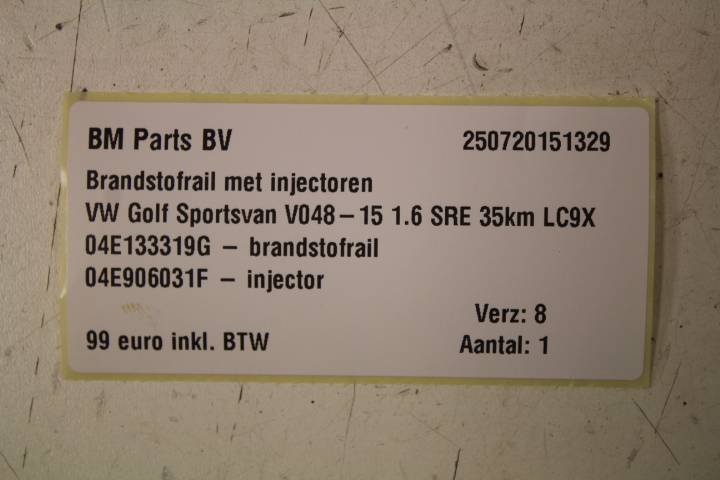 BM Parts BV 250720151329
Brandstofrail met injectoren
VW Golf Sportsvan V048-15 1.6 SRE 35km LC9X
04E133319G - brandstofrail
04E906031F - injector
Verz: 8
99 euro inkl. BTW Aantal: 1